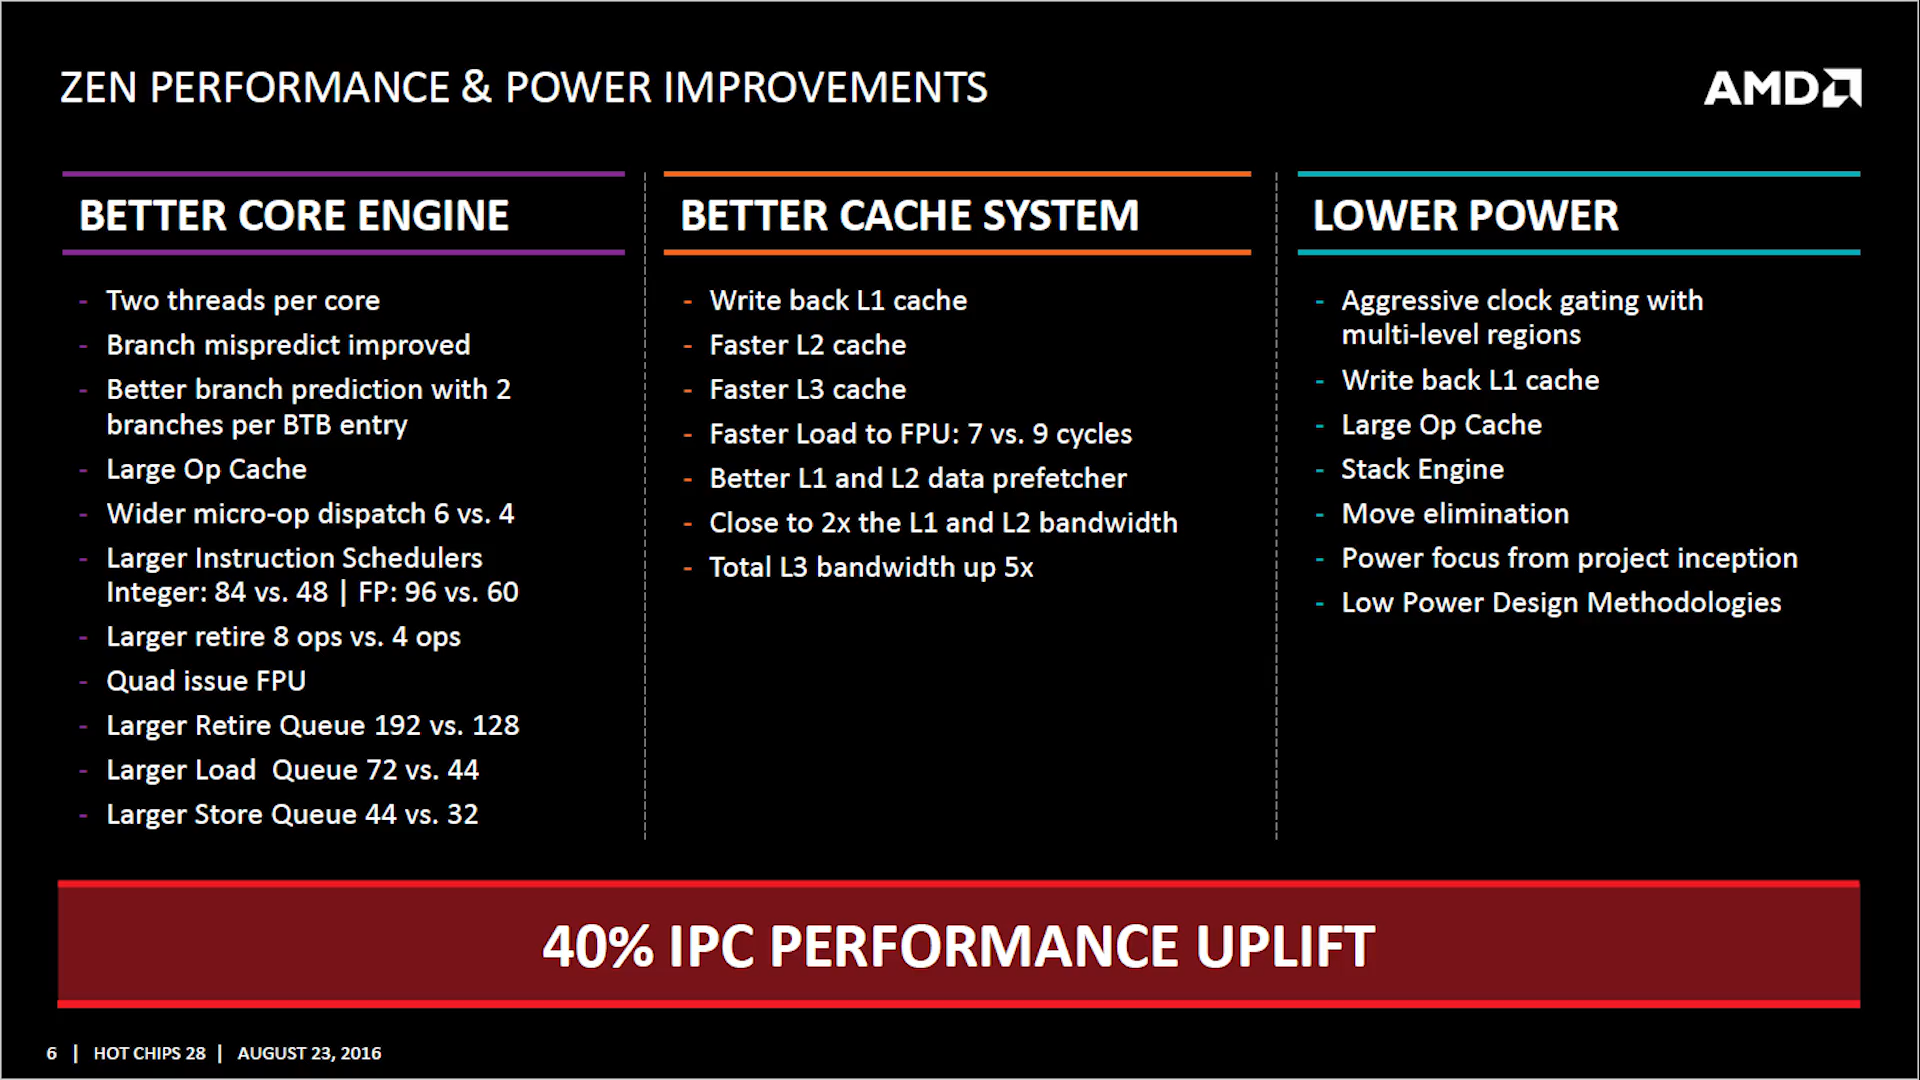 ZEN PERFORMANCE & POWER IMPROVEMENTS
AMD
BETTER CORE ENGINE
- Two threads per core
- Branch mispredict improved
- Better branch prediction with 2
branches per BTB entry
- Large Op Cache
- Wider micro-op dispatch 6 vs. 4
- Larger Instruction Schedulers
Integer: 84 vs. 48 | FP: 96 vs. 60
- Larger retire 8 ops vs. 4 ops
- Quad issue FPU
- Larger Retire Queue 192 vs. 128
- Larger Load  Queue 72 vs. 44
- Larger Store Queue 44 vs. 32
BETTER CACHE SYSTEM
- Write back L1 cache
- Faster L2 cache
- Faster L3 cache
- Faster Load to FPU: 7 vs. 9 cycles
- Better L1 and L2 data prefetcher
- Close to 2x the L1 and L2 bandwidth
- Total L3 bandwidth up 5x
LOWER POWER
- Aggressive clock gating with
multi-level regions
- Write back L1 cache
- Large Op Cache
- Stack Engine
- Move elimination
- Power focus from project inception
- Low Power Design Methodologies
40% IPC PERFORMANCE UPLIFT
6 | HOT CHIPS 28 | AUGUST 23, 2016